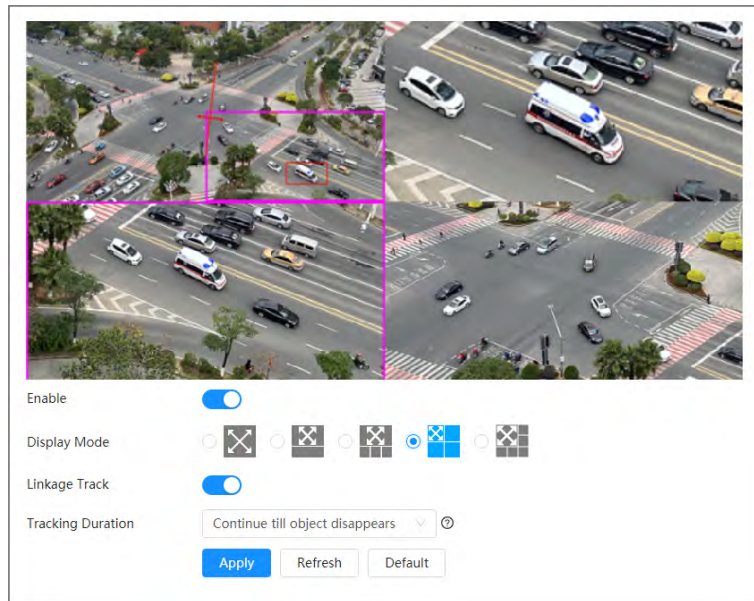 Enable
Display Mode
Linkage Track
Tracking Duration Continue till object disappears
Apply Refresh Default